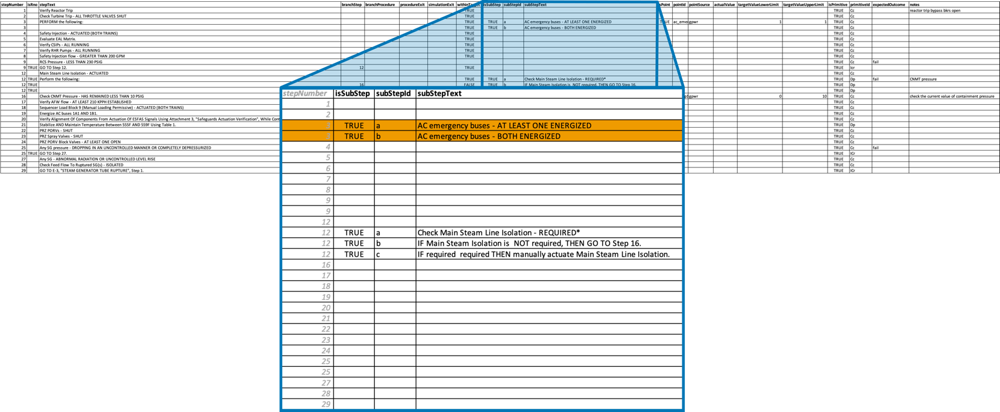 stepNumber isRno stepText branchStep branchProcedure procedureExit simulationExit isSubStep subStepId subStepText pointId pointSource actualValue targetValueLowerLimit targetValueUpperLimit isPrimitive primitiveId expectedOutcome notes
1 Verify Reactor Trip TRUE TRUE Cc reactor trip bypass bkrs open
2 Check Turbine Trip - ALL THROTTLE VALVES SHUT TRUE TRUE Cc
3 PERFORM the following: TRUE TRUE a AC emergency buses - AT LEAST ONE ENERGIZED TRUE gpwr 1 1 TRUE Cc
3 TRUE TRUE b AC emergency buses - BOTH ENERGIZED TRUE Cc
4 Safety Injection - ACTUATED (BOTH TRAINS) TRUE TRUE Cc
5 Evaluate EAL Matrix. TRUE TRUE Cc
6 Verify CSIPs - ALL RUNNING TRUE TRUE Cc
7 Verify RHR Pumps - ALL RUNNING TRUE TRUE Cc
8 Safety Injection flow - GREATER THAN 200 GPM TRUE TRUE Cc
9 RCS Pressure - LESS THAN 230 PSIG TRUE Cc fail
9 TRUE GO TO Step 12. 12 TRUE TRUE Icr
12 Main Steam Line Isolation - ACTUATED TRUE Cc
12 TRUE Perform the following: TRUE TRUE a Check Main Steam Line Isolation - REQUIRED* TRUE Dp fail CNMT pressure
12 TRUE 16 FALSE TRUE b IF Main Steam Isolation is NOT required, THEN GO TO Step 16. TRUE Dp
12 TRUE TRUE Dp
16 Check CNMT Pressure - HAS REMAINED LESS THAN 10 PSIG gpwr 0 10 TRUE Cc check the current value of containment pressure
17 Verify AFW flow - AT LEAST 210 KPPH ESTABLISHED TRUE Cc
18 Sequencer Load Block 9 (Manual Loading Permissive) - ACTUATED (BOTH TRAINS) TRUE Cc
19 Energize AC buses 1A1 AND 1B1. TRUE Cc
20 Verify Alignment Of Components From Actuation Of ESFAS Signals Using Attachment 3, "Safeguards Actuation Verification", While Cont TRUE Cc
21 Stabilize AND Maintain Temperature Between 555F AND 559F Using Table 1. TRUE Dp
22 PRZ PORVs - SHUT TRUE Cc
23 PRZ Spray Valves - SHUT TRUE Cc
24 PRZ PORV Block Valves - AT LEAST ONE OPEN TRUE Cc
25 Any SG pressure - DROPPING IN AN UNCONTROLLED MANNER OR COMPLETELY DEPRESSURIZED TRUE Cc fail
25 TRUE GO TO Step 27. TRUE ICr
27 Any SG - ABNORMAL RADIATION OR UNCONTROLLED LEVEL RISE TRUE Cc
28 Check Feed Flow To Ruptured SG(s) - ISOLATED TRUE Cc
29 GO TO E-3, "STEAM GENERATOR TUBE RUPTURE", Step 1. TRUE ICr
stepNumber isSubStep subStepId subStepText
1
2
3 TRUE a AC emergency buses - AT LEAST ONE ENERGIZED
3 TRUE b AC emergency buses - BOTH ENERGIZED
4
5
6
7
8
9
9
12
12 TRUE a Check Main Steam Line Isolation - REQUIRED*
12 TRUE b IF Main Steam Isolation is NOT required, THEN GO TO Step 16.
12 TRUE c IF required required THEN manually actuate Main Steam Line Isolation.
16
17
18
19
20
21
22
23
24
25
25
27
28
29